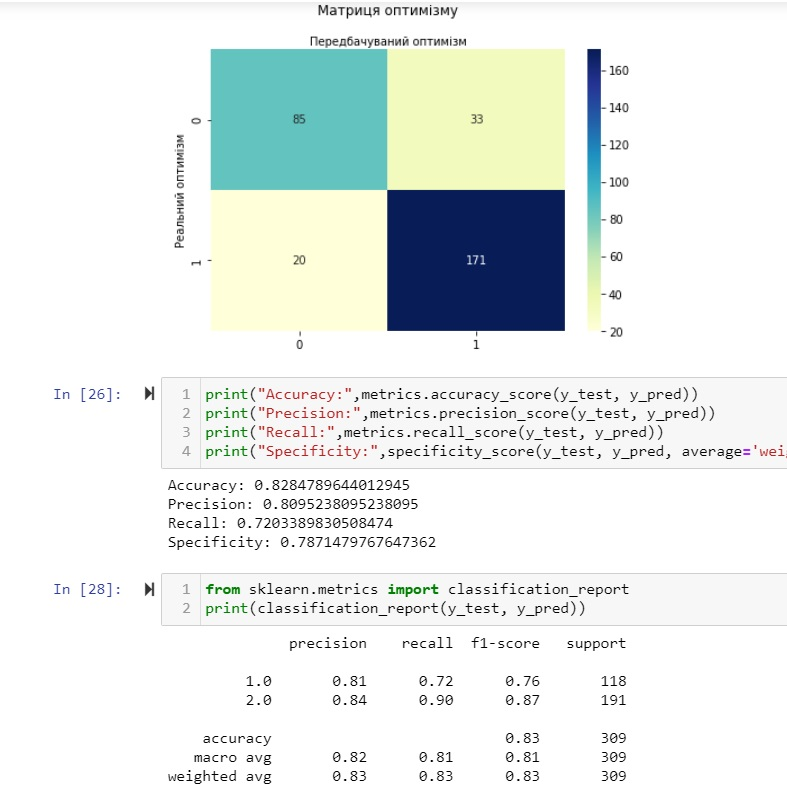 Матриця оптимізму
Передбачуваний оптимізм
Реальний оптимізм
0
85
33
1
20
171
0
1
160
140
120
100
80
60
40
20
In [26]:
1 print("Accuracy:",metrics.accuracy_score(y_test, y_pred))
2 print("Precision:",metrics.precision_score(y_test, y_pred))
3 print("Recall:",metrics.recall_score(y_test, y_pred))
4 print("Specificity:",specificity_score(y_test, y_pred, average='wei
Accuracy: 0.8284789644012945
Precision: 0.8095238095238095
Recall: 0.7203389830508474
Specificity: 0.7871479767647362
In [28]:
1 from sklearn.metrics import classification_report
2 print(classification_report(y_test, y_pred))
precision recall f1-score support
1.0 0.81 0.72 0.76 118
2.0 0.84 0.90 0.87 191
accuracy 0.83 309
macro avg 0.82 0.81 0.81 309
weighted avg 0.83 0.83 0.83 309